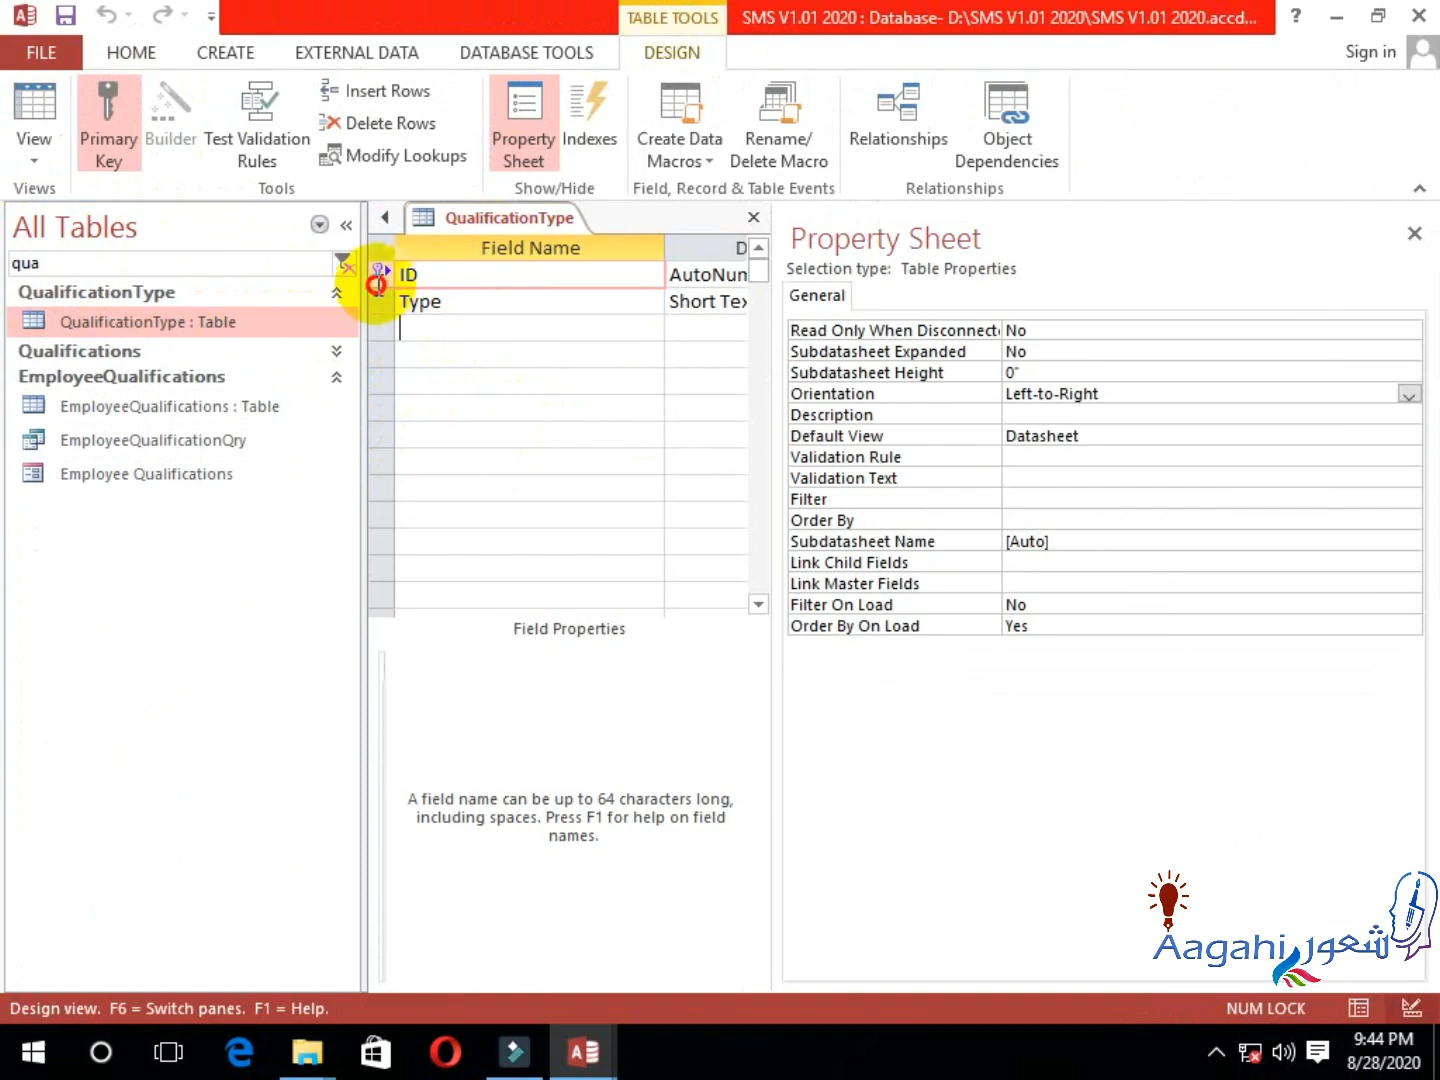 TABLE TOOLS
SMS V1.01 2020 : Database- D:\SMS V1.01 2020\SMS V1.01 2020.accd...
?
FILE
HOME
CREATE
EXTERNAL DATA
DATABASE TOOLS
DESIGN
Sign in
View
Primary Key
Builder
Test Validation Rules
Insert Rows
Delete Rows
Modify Lookups
Property Sheet
Indexes
Create Data Macros
Rename/ Delete Macro
Relationships
Object Dependencies
Views
Tools
Show/Hide
Field, Record & Table Events
Relationships
All Tables
qua
QualificationType
QualificationType : Table
Qualifications
EmployeeQualifications
EmployeeQualifications : Table
EmployeeQualificationQry
Employee Qualifications
QualificationType
Field Name
D
ID
AutoNum
Type
Short Tex
Field Properties
A field name can be up to 64 characters long,
including spaces. Press F1 for help on field
names.
Property Sheet
Selection type: Table Properties
General
Read Only When Disconnecte No
Subdatasheet Expanded No
Subdatasheet Height 0"
Orientation Left-to-Right
Description
Default View Datasheet
Validation Rule
Validation Text
Filter
Order By
Subdatasheet Name [Auto]
Link Child Fields
Link Master Fields
Filter On Load No
Order By On Load Yes
Aagahi شعور
Design view. F6 = Switch panes. F1 = Help.
NUM LOCK
9:44 PM
8/28/2020